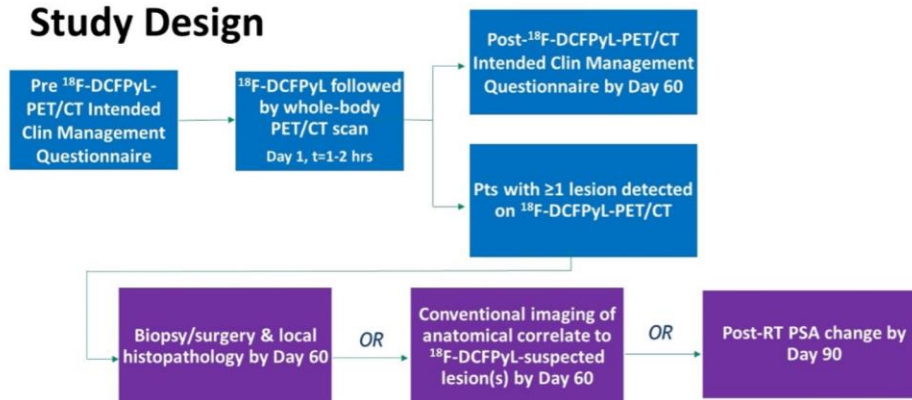 Study Design
Pre ¹⁸F-DCFPyL-
PET/CT Intended
Clin Management
Questionnaire
¹⁸F-DCFPyL followed
by whole-body
PET/CT scan
Day 1, t=1-2 hrs
Post-¹⁸F-DCFPyL-PET/CT
Intended Clin Management
Questionnaire by Day 60
Pts with ≥1 lesion detected
on ¹⁸F-DCFPyL-PET/CT
Biopsy/surgery & local
histopathology by Day 60
OR
Conventional imaging of
anatomical correlate to
¹⁸F-DCFPyL-suspected
lesion(s) by Day 60
OR
Post-RT PSA change by
Day 90